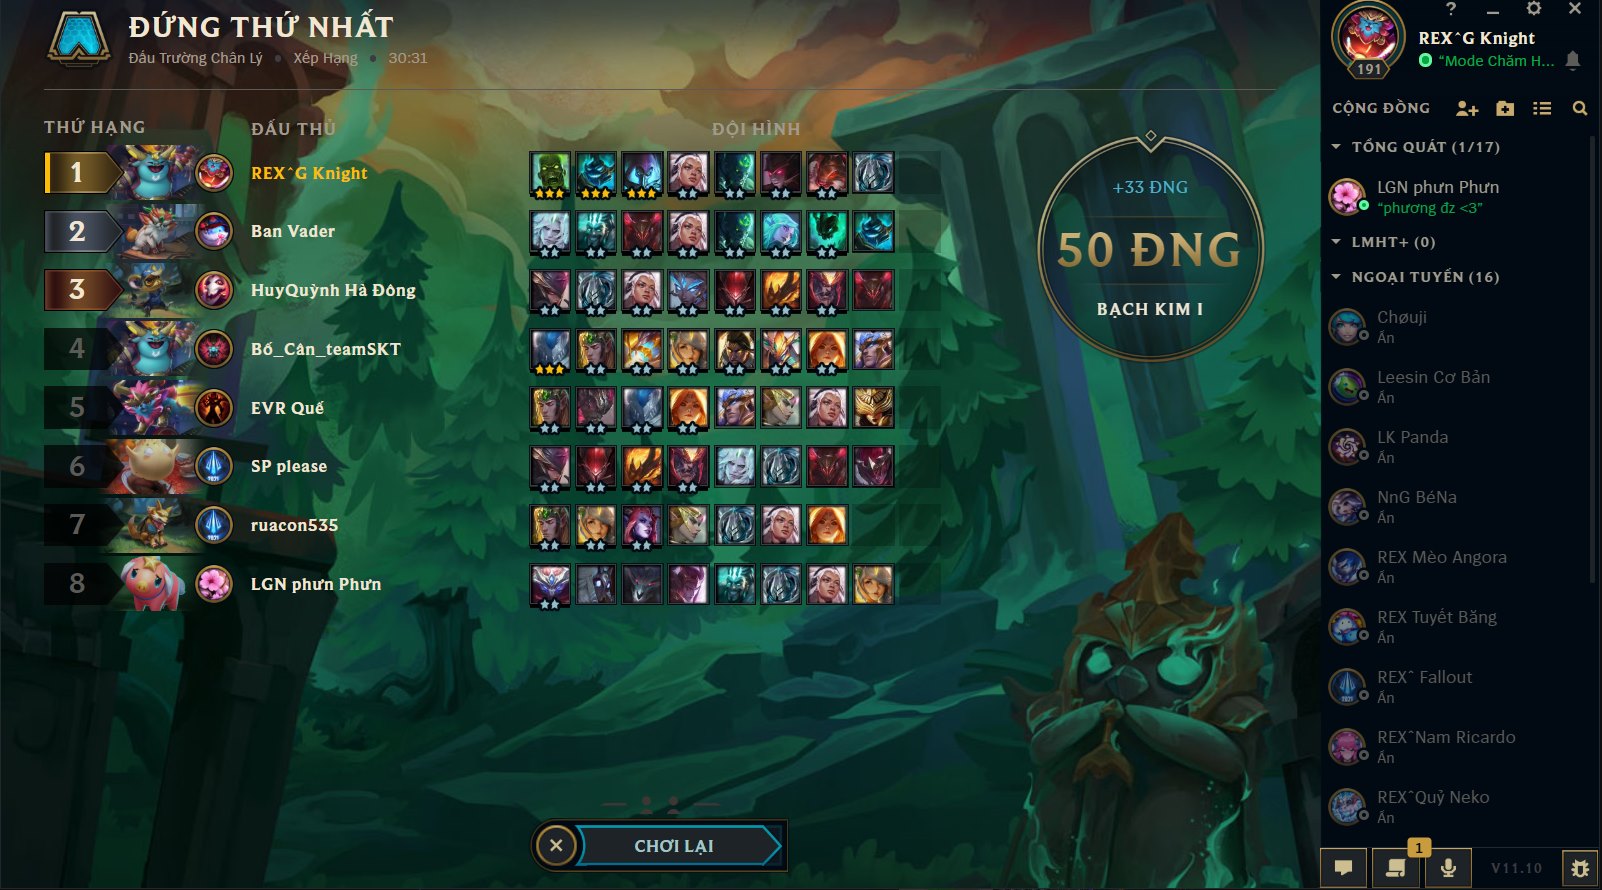 ĐỨNG THỨ NHẤT
Đấu Trường Chân Lý • Xếp Hạng • 30:31
THỨ HẠNG ĐẤU THỦ ĐỘI HÌNH
1 REX^G Knight
2 Ban Vader
3 HuyQuỳnh Hà Đông
4 Bố_Cân_teamSKT
5 EVR Quế
6 SP please
7 ruacon535
8 LGN phưn Phưn
+33 ĐNG
50 ĐNG
BẠCH KIM I
CHƠI LẠI
REX^G Knight
191
“Mode Chăm H...
CỘNG ĐỒNG
TỔNG QUÁT (1/17)
LGN phưn Phưn
“phương đz <3”
LMHT+ (0)
NGOẠI TUYẾN (16)
Chøuji
Ẩn
Leesin Cơ Bản
Ẩn
LK Panda
Ẩn
NnG BéNa
Ẩn
REX Mèo Angora
Ẩn
REX Tuyết Băng
Ẩn
REX^ Fallout
Ẩn
REX^Nam Ricardo
Ẩn
REX^Quỷ Neko
Ẩn
1
V11.10